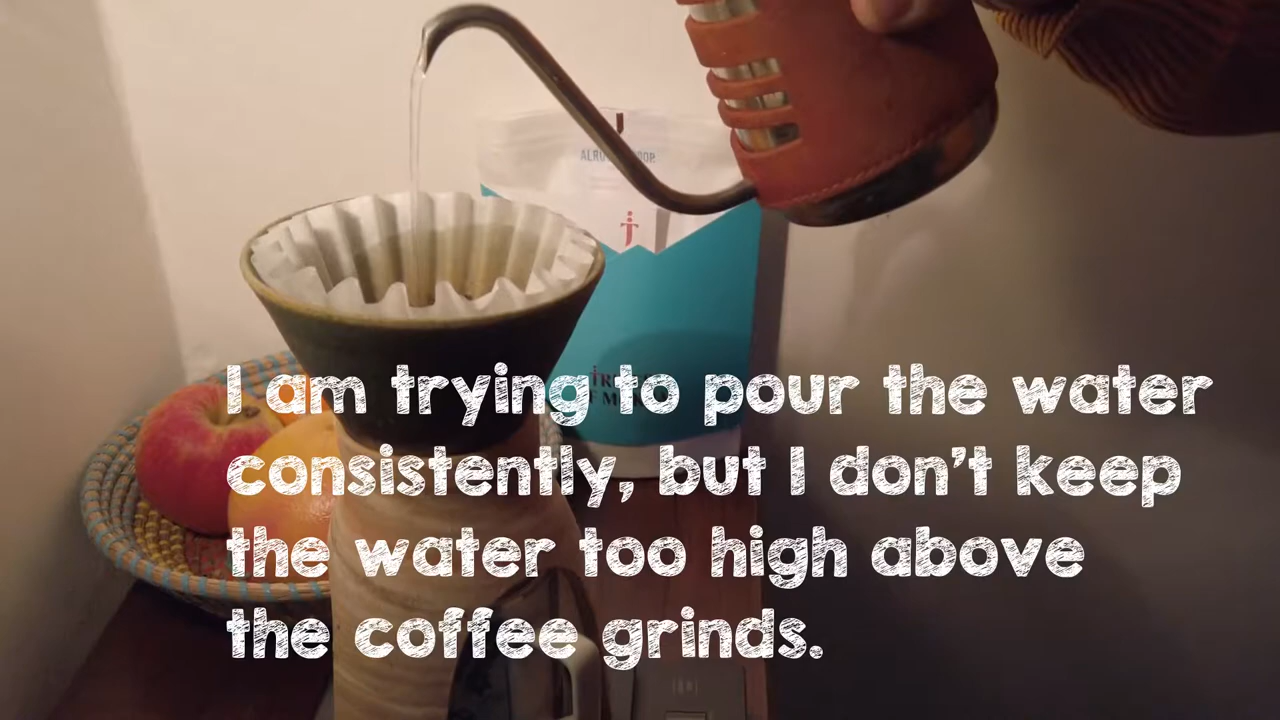 I am trying to pour the water
consistently, but I don't keep
the water too high above
the coffee grinds.